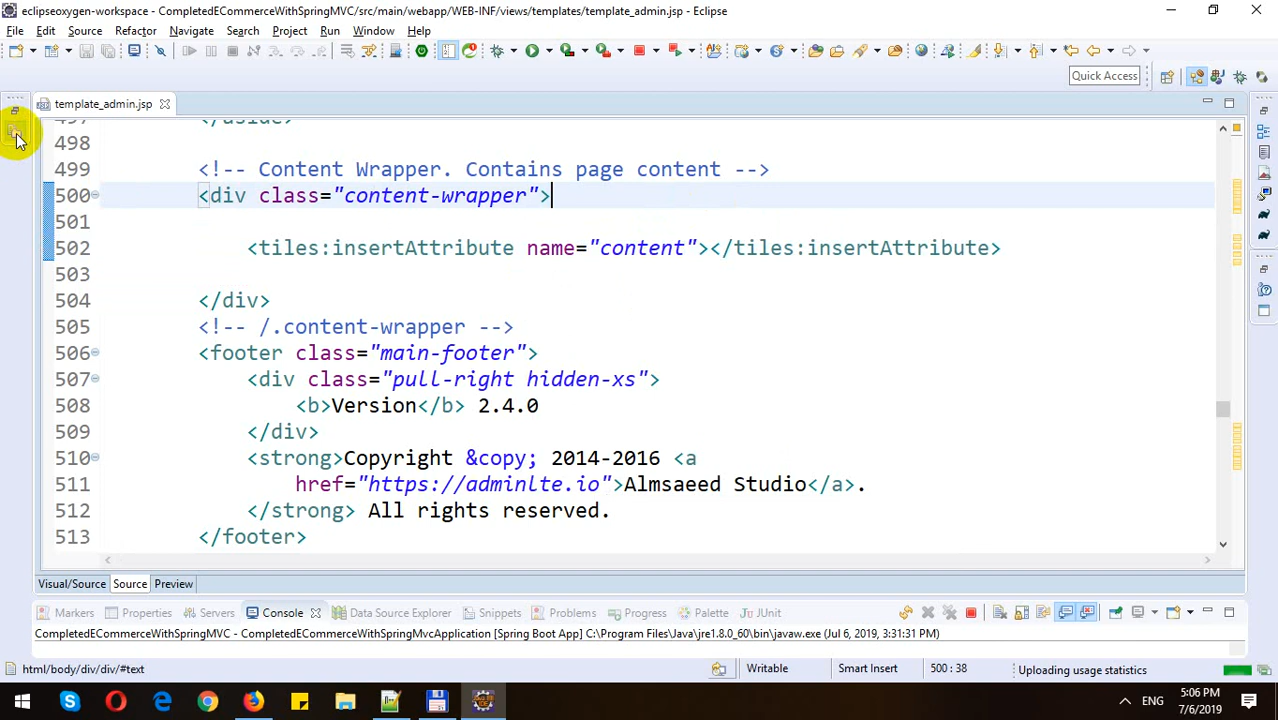 eclipseoxygen-workspace - CompletedECommerceWithSpringMVC/src/main/webapp/WEB-INF/views/templates/template_admin.jsp - Eclipse
File Edit Source Refactor Navigate Search Project Run Window Help
Quick Access
template_admin.jsp
497 </aside>
498
499 <!-- Content Wrapper. Contains page content -->
500 <div class="content-wrapper">
501
502 <tiles:insertAttribute name="content"></tiles:insertAttribute>
503
504 </div>
505 <!-- /.content-wrapper -->
506 <footer class="main-footer">
507 <div class="pull-right hidden-xs">
508 <b>Version</b> 2.4.0
509 </div>
510 <strong>Copyright &copy; 2014-2016 <a
511 href="https://adminlte.io">Almsaeed Studio</a>.
512 </strong> All rights reserved.
513 </footer>
Visual/Source Source Preview
Markers Properties Servers Console Data Source Explorer Snippets Problems Progress Palette JUnit
CompletedECommerceWithSpringMVC - CompletedECommerceWithSpringMvcApplication [Spring Boot App] C:\Program Files\Java\jre1.8.0_60\bin\javaw.exe (Jul 6, 2019, 3:31:31 PM)
html/body/div/div/#text Writable Smart Insert 500 : 38 Uploading usage statistics
ENG 5:06 PM
7/6/2019